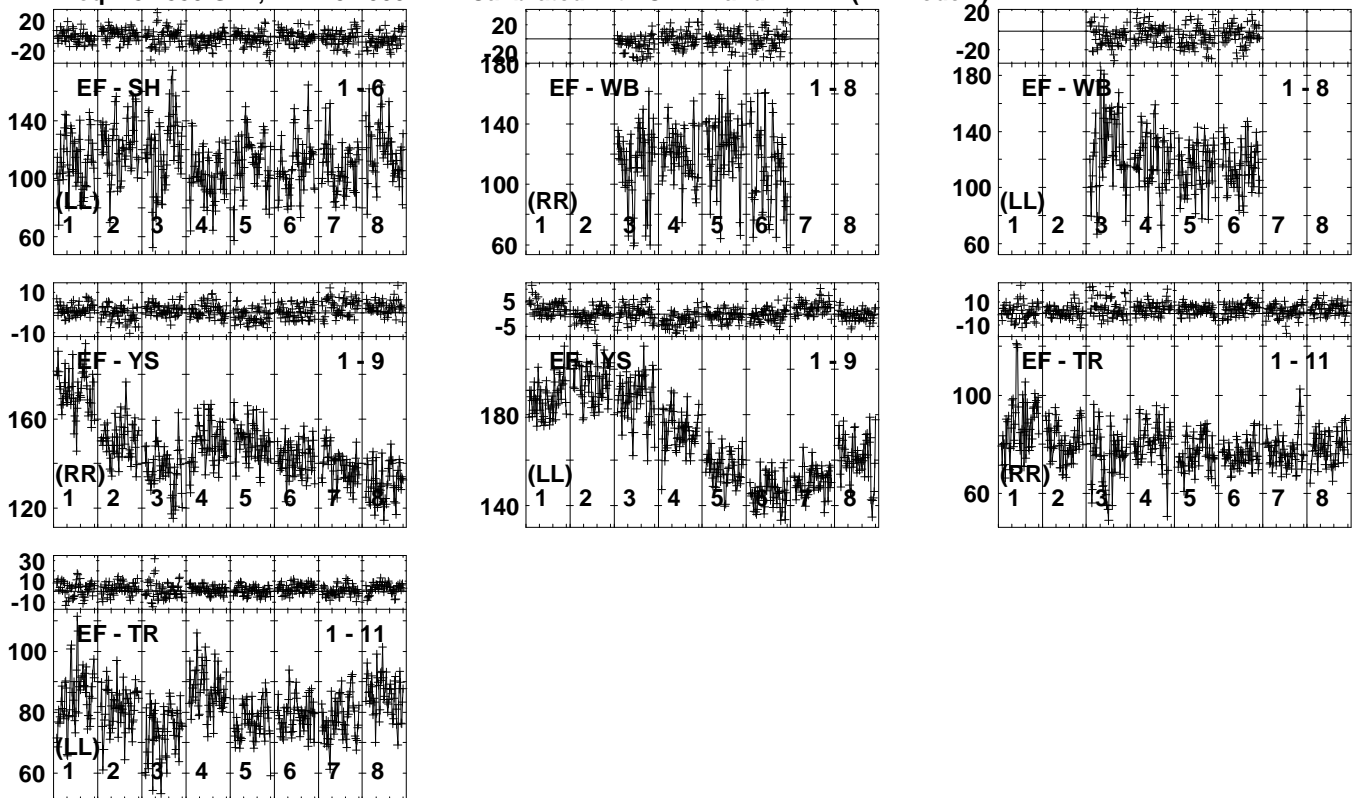 20
-20
EF - SH 1 - 6
140
100
60
(LL)
1 2 3 4 5 6 7 8
20
-20
180
EF - WB 1 - 8
140
100
60
(RR)
1 2 3 4 5 6 7 8
20
-20
180
EF - WB 1 - 8
140
100
60
(LL)
1 2 3 4 5 6 7 8
10
-10
EF - YS 1 - 9
160
120
(RR)
1 2 3 4 5 6 7 8
5
-5
EF - YS 1 - 9
180
140
(LL)
1 2 3 4 5 6 7 8
10
-10
EF - TR 1 - 11
100
60
(RR)
1 2 3 4 5 6 7 8
30
10
-10
EF - TR 1 - 11
100
80
60
(LL)
1 2 3 4 5 6 7 8